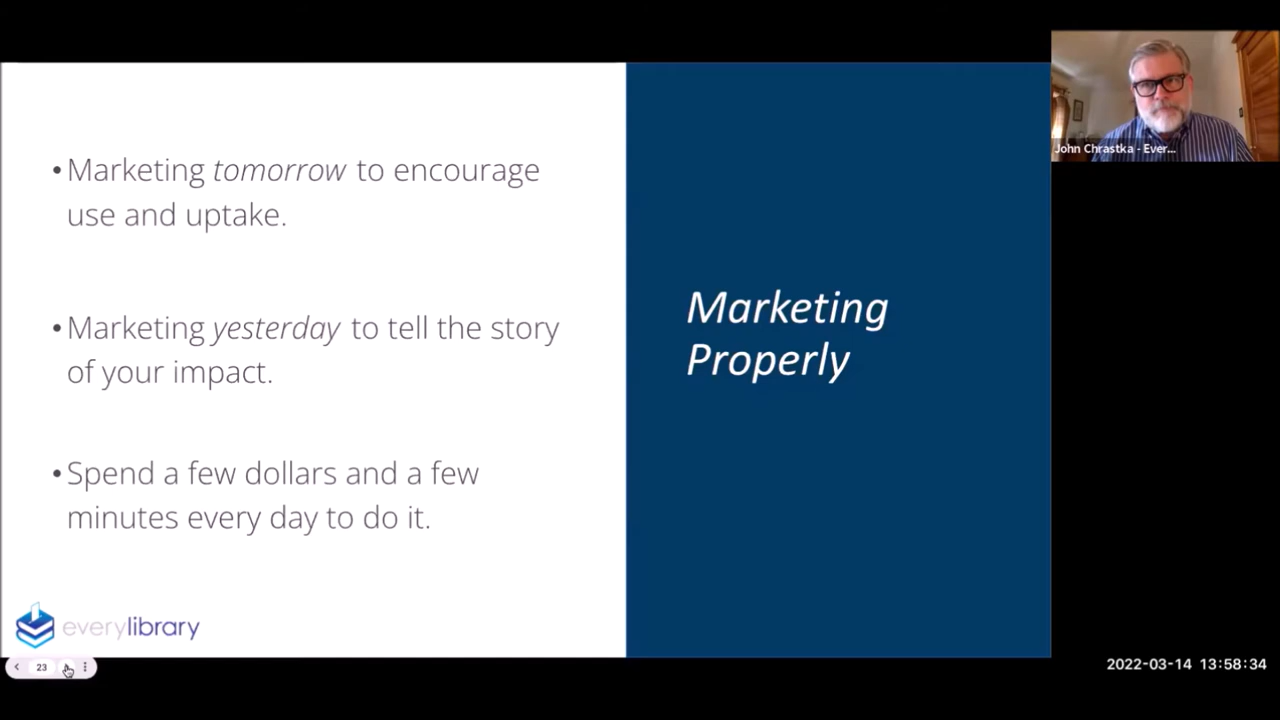 •Marketing tomorrow to encourage
use and uptake.
•Marketing yesterday to tell the story
of your impact.
•Spend a few dollars and a few
minutes every day to do it.
Marketing
Properly
everylibrary
23
John Chrastka - Ever...
2022-03-14 13:58:34